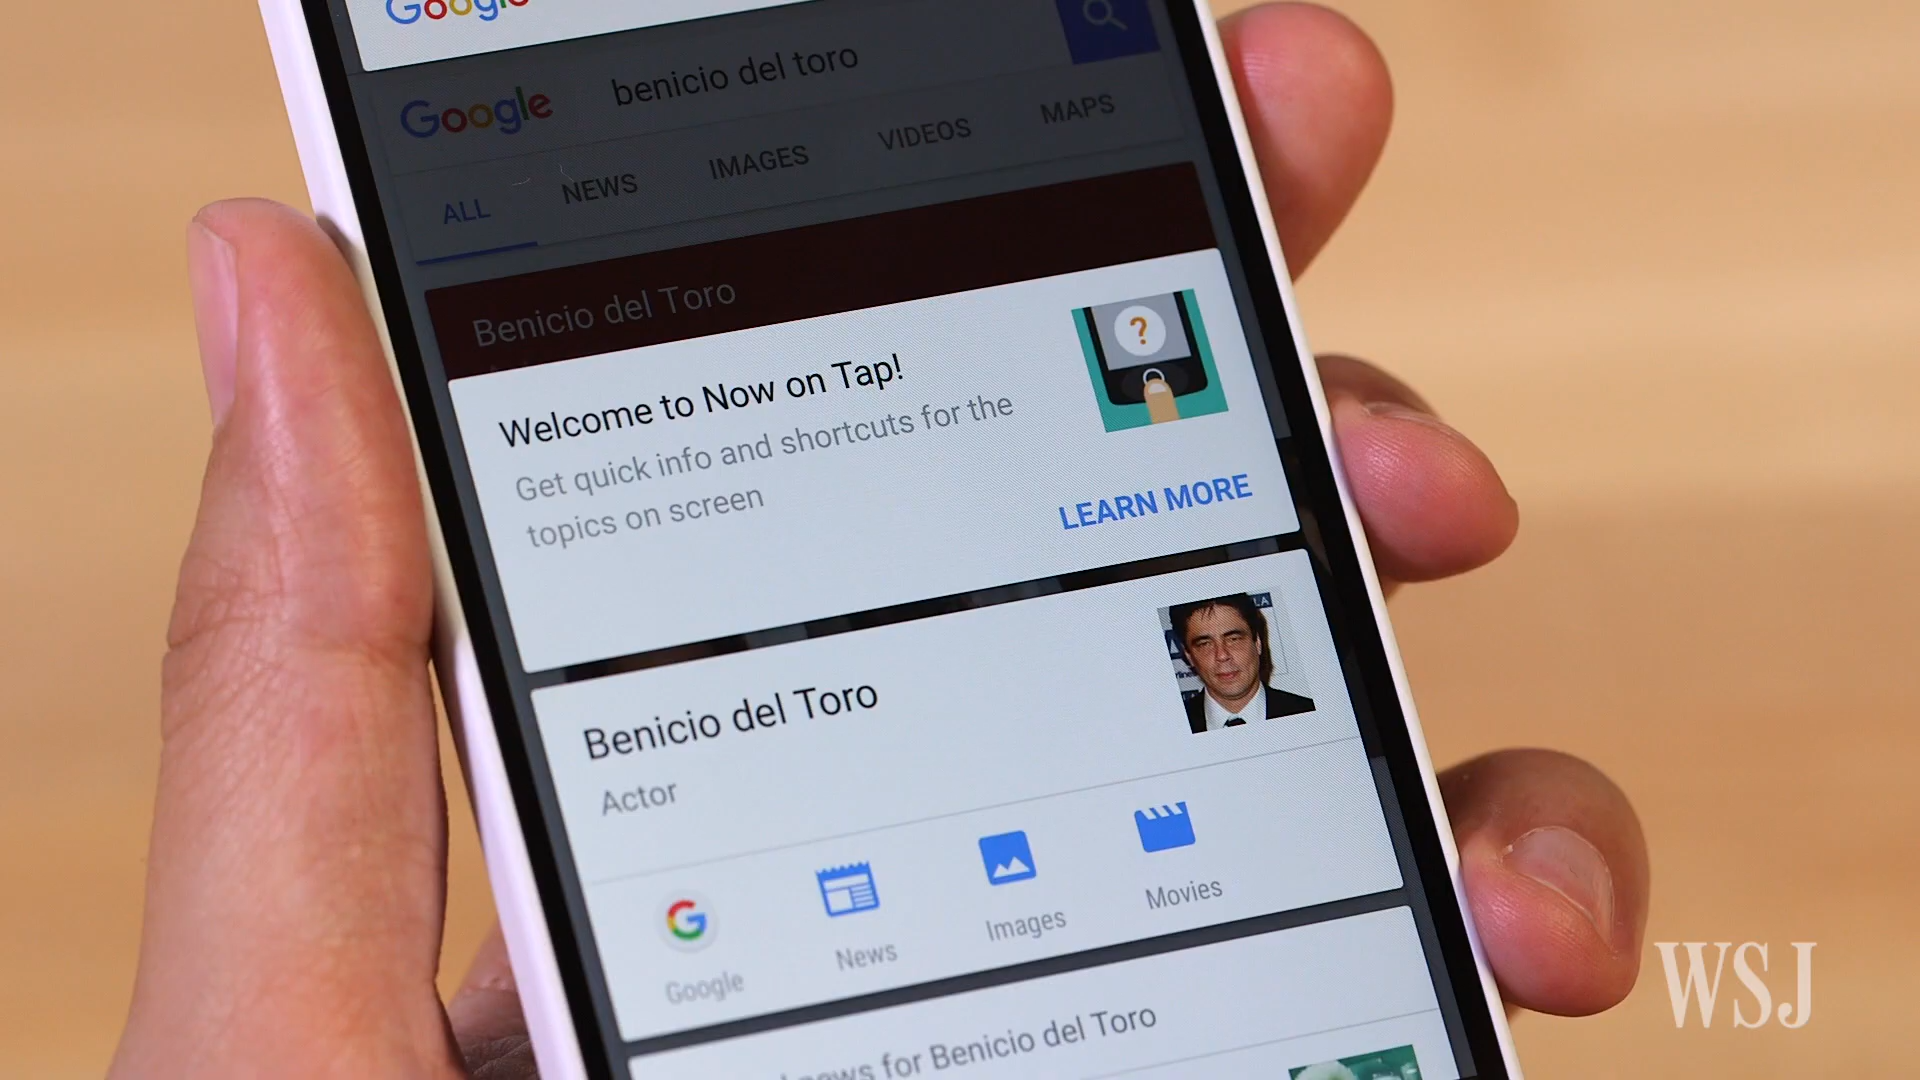 Google
Google benicio del toro
ALL NEWS IMAGES VIDEOS MAPS
Benicio del Toro
Welcome to Now on Tap!
Get quick info and shortcuts for the
topics on screen
?
LEARN MORE
Benicio del Toro
Actor
Google News Images Movies
news for Benicio del Toro
WSJ